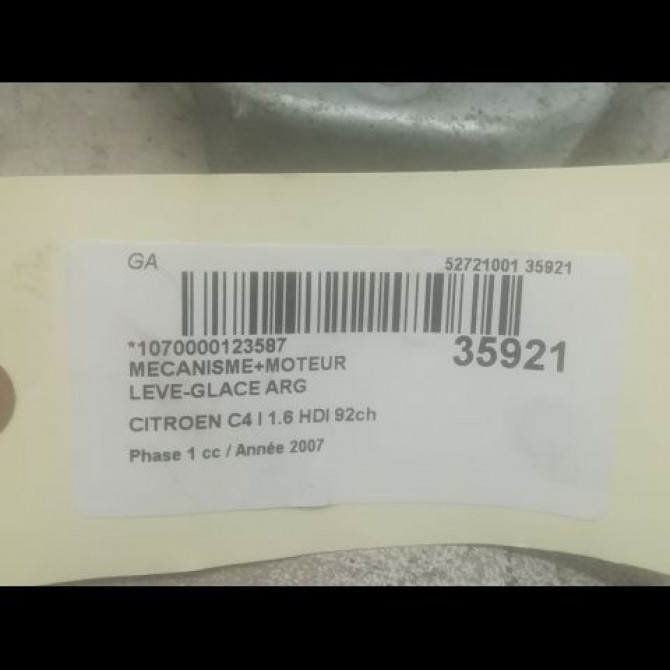 GA
52721001 35921
*1070000123587
35921
MECANISME+MOTEUR
LEVE-GLACE ARG
CITROEN C4 I 1.6 HDI 92ch
Phase 1 cc / Année 2007